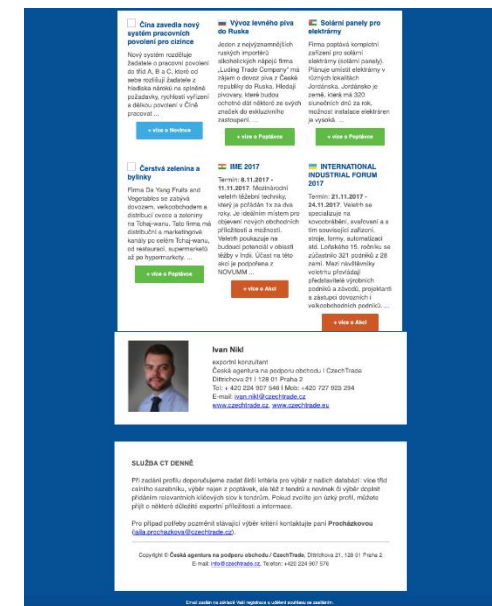 Čína zavedla nový
systém pracovních
povolení pro cizince
Nový systém rozděluje
žadatele o pracovní povolení
do tříd A, B a C, které od
sebe rozlišují žadatele z
hlediska nároků na splněné
požadavky, rychlosti vyřízení
a délkou povolení v Číně
pracovat ...
» více o Novince
Vývoz levného piva
do Ruska
Jeden z nejvýznamnějších
ruských importérů
alkoholických nápojů firma
„Luding Trade Company“ má
zájem o dovoz piva z České
republiky do Ruska. Hledají
pivovary, které budou
ochotné dát některé ze svých
značek do exkluzivního
zastoupení. ...
» více o Poptávce
Solární panely pro
elektrárny
Firma poptává kompletní
zařízení pro solární
elektrárny (solární panely).
Plánuje umístit elektrárny v
různých lokalitách
Jordánska. Jordánsko je
země, která má 320
slunečních dnů za rok,
možnost instalace elektráren
je vysoká. ...
» více o Poptávce
Čerstvá zelenina a
bylinky
Firma Da Yang Fruits and
Vegetables se zabývá
dovozem, velkoobchodem a
distribucí ovoce a zeleniny
na Tchaj-wanu. Tato firma má
distribuční a marketingové
kanály po celém Tchaj-wanu,
od restaurací, supermarketů
až po hypermarkety. ...
» více o Poptávce
IME 2017
Termín: 8.11.2017 -
11.11.2017. Mezinárodní
veletrh těžební techniky,
který je pořádán 1x za dva
roky. Je ideálním místem pro
objevení nových obchodních
příležitostí a možností.
Veletrh poukazuje na
budoucí potenciál v oblasti
těžby v Indii. Účast na této
akci je podpořena z
NOVUMM ...
» více o Akci
INTERNATIONAL
INDUSTRIAL FORUM
2017
Termín: 21.11.2017 -
24.11.2017. Veletrh se
specializuje na
kovoobrábění, svařování a s
tím související zařízení,
stroje, formy, automatizaci
atd. Loňského 15. ročníku se
zúčastnilo 321 podniků z 28
zemí. Mezi návštěvníky
veletrhu převládají
představitelé výrobních
podniků a závodů, projektanti
a zástupci dovozních i
velkoobchodních podniků. ...
» více o Akci
Ivan Nikl
exportní konzultant
Česká agentura na podporu obchodu | CzechTrade
Dittrichova 21 | 128 01 Praha 2
Tel: + 420 224 907 546 | Mob: +420 727 923 294
E-mail: ivan.nikl@czechtrade.cz
www.czechtrade.cz, www.czechtrade.eu
SLUŽBA CT DENNĚ
Při zadání profilu doporučujeme zadat širší kritéria pro výběr z našich databází: více tříd
celního sazebníku, výběr nejen z poptávek, ale též z tendrů a novinek či výběr doplnit
přidáním relevantních klíčových slov k tendrům. Pokud zvolíte jen úzký profil, můžete
přijít o některé důležité exportní příležitosti a informace.
Pro případ potřeby pozměnit stávající výběr kritérií kontaktujte paní Procházkovou
(jajla.prochazkova@czechtrade.cz).
Copyright © Česká agentura na podporu obchodu / CzechTrade, Dittrichova 21, 128 01 Praha 2
E-mail: info@czechtrade.cz, Telefon: +420 224 907 576
Email zaslán na základě Vaší registrace a udělení souhlasu se zasíláním.